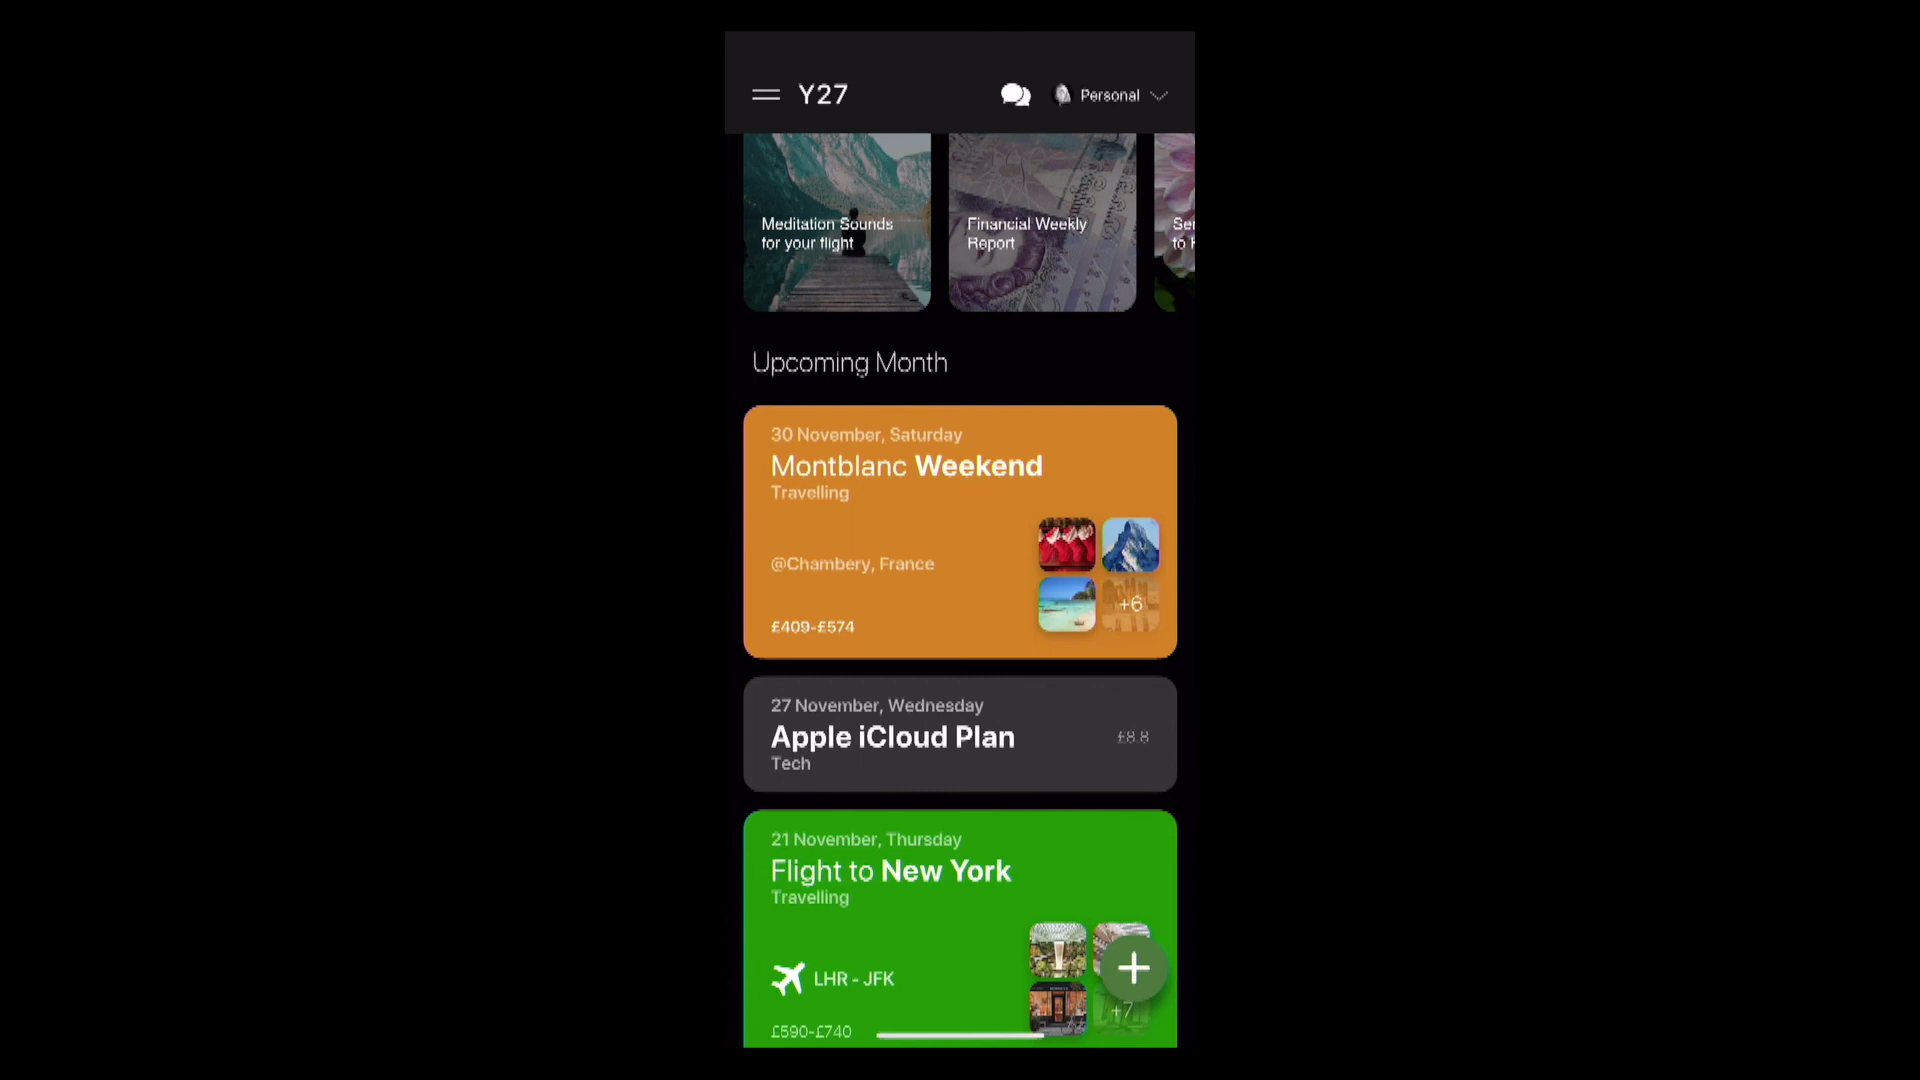 Y27
Personal
Meditation Sounds
for your flight
Financial Weekly
Report
Upcoming Month
30 November, Saturday
Montblanc Weekend
Travelling
@Chambery, France
+6
£409-£574
27 November, Wednesday
Apple iCloud Plan
£8.8
Tech
21 November, Thursday
Flight to New York
Travelling
LHR - JFK
+7
£590-£740